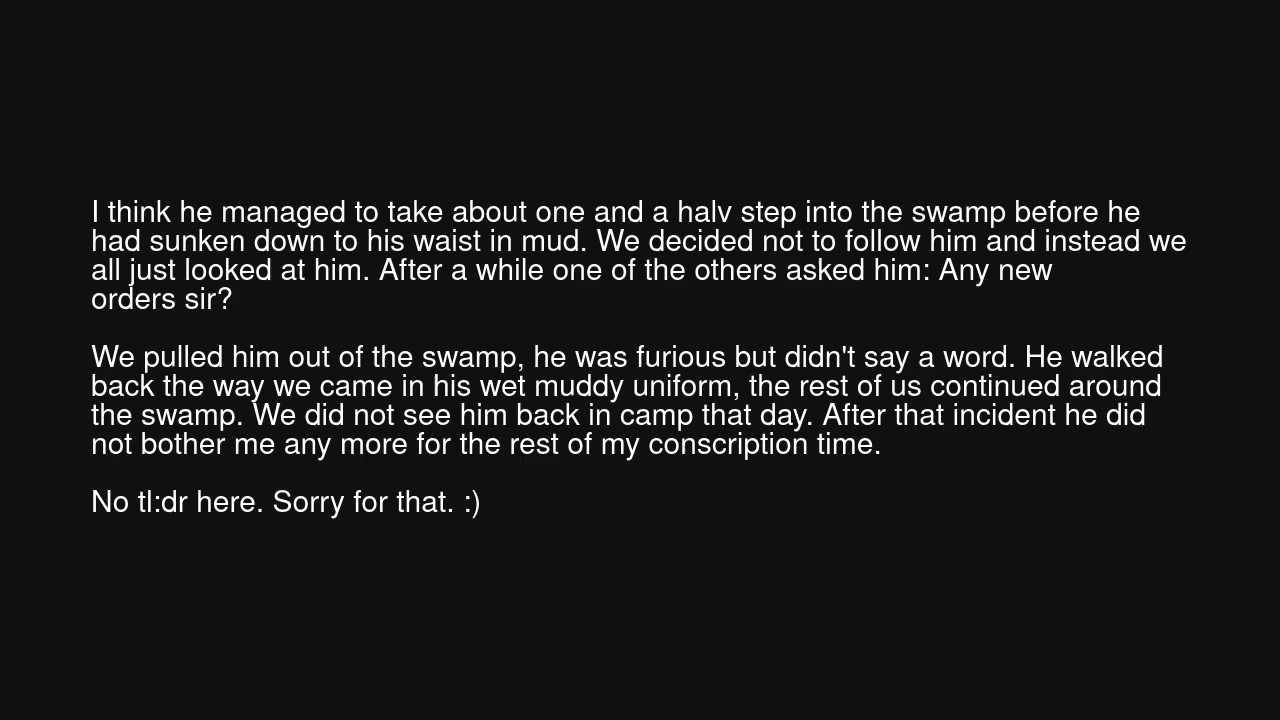 I think he managed to take about one and a halv step into the swamp before he
had sunken down to his waist in mud. We decided not to follow him and instead we
all just looked at him. After a while one of the others asked him: Any new
orders sir?
We pulled him out of the swamp, he was furious but didn't say a word. He walked
back the way we came in his wet muddy uniform, the rest of us continued around
the swamp. We did not see him back in camp that day. After that incident he did
not bother me any more for the rest of my conscription time.
No tl:dr here. Sorry for that. :)